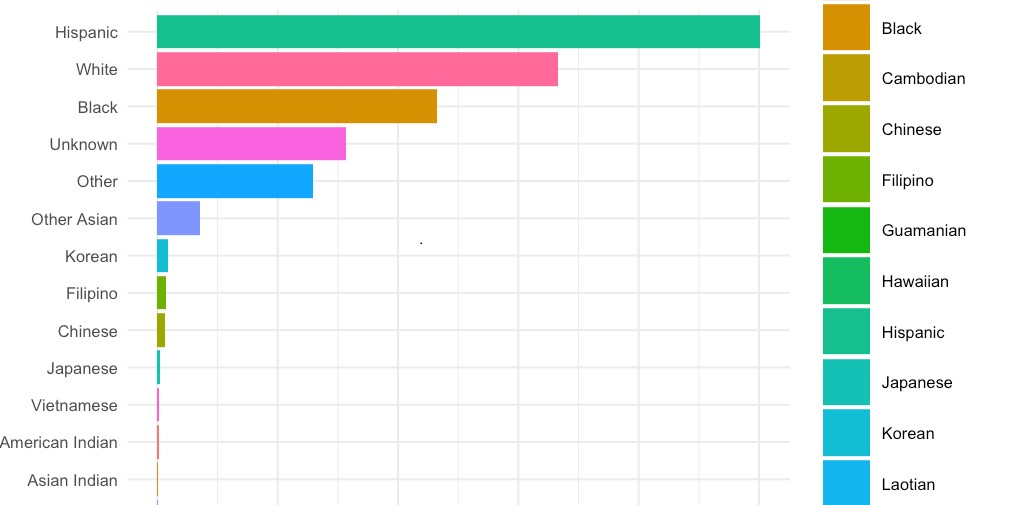 Hispanic
White
Black
Unknown
Other
Other Asian
Korean
Filipino
Chinese
Japanese
Vietnamese
American Indian
Asian Indian
Black
Cambodian
Chinese
Filipino
Guamanian
Hawaiian
Hispanic
Japanese
Korean
Laotian